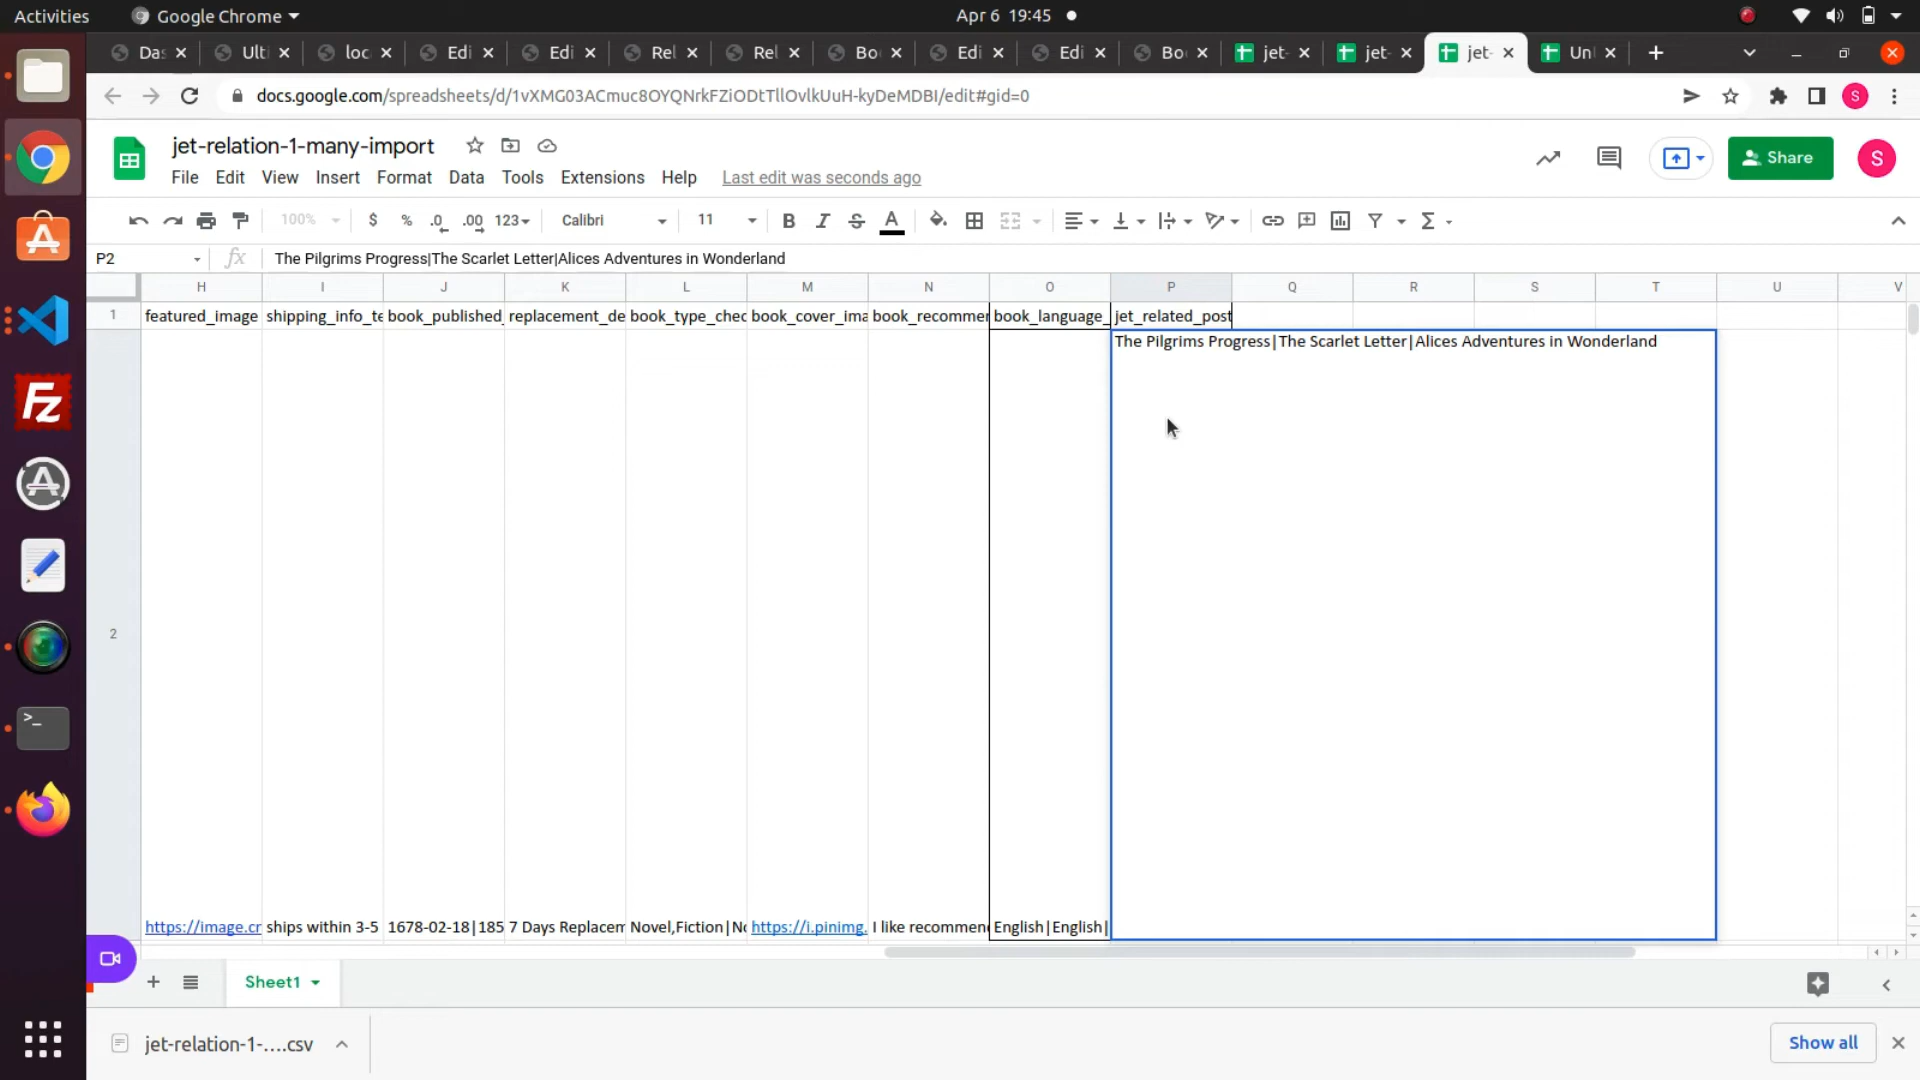 Activities Google Chrome Apr 6 19:45
Das Ulti loc Edi Edi Rel Rel Boo Edi Edi Boo jet- jet- jet- Unt
docs.google.com/spreadsheets/d/1vXMG03ACmuc8OYQNrkFZiODtTllOvlkUuH-kyDeMDBI/edit#gid=0 S
jet-relation-1-many-import
Share S
File Edit View Insert Format Data Tools Extensions Help Last edit was seconds ago
100% $ % .0 .00 123 Calibri 11 B I S A
P2 fx The Pilgrims Progress|The Scarlet Letter|Alices Adventures in Wonderland
H I J K L M N O P Q R S T U V
1 featured_image shipping_info_te book_published_ replacement_de book_type_chec book_cover_ima book_recommen book_language_ jet_related_post
The Pilgrims Progress|The Scarlet Letter|Alices Adventures in Wonderland
2
https://image.cr ships within 3-5 1678-02-18|185 7 Days Replacem Novel,Fiction|No https://i.pinimg. I like recommen English|English|
Sheet1
jet-relation-1-....csv Show all